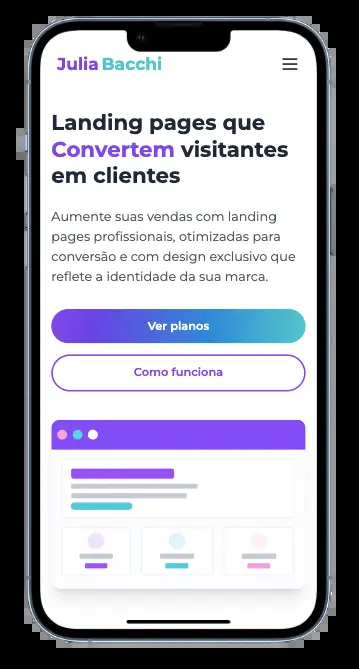 Julia Bacchi
Landing pages que
Convertem visitantes
em clientes
Aumente suas vendas com landing
pages profissionais, otimizadas para
conversão e com design exclusivo que
reflete a identidade da sua marca.
Ver planos
Como funciona